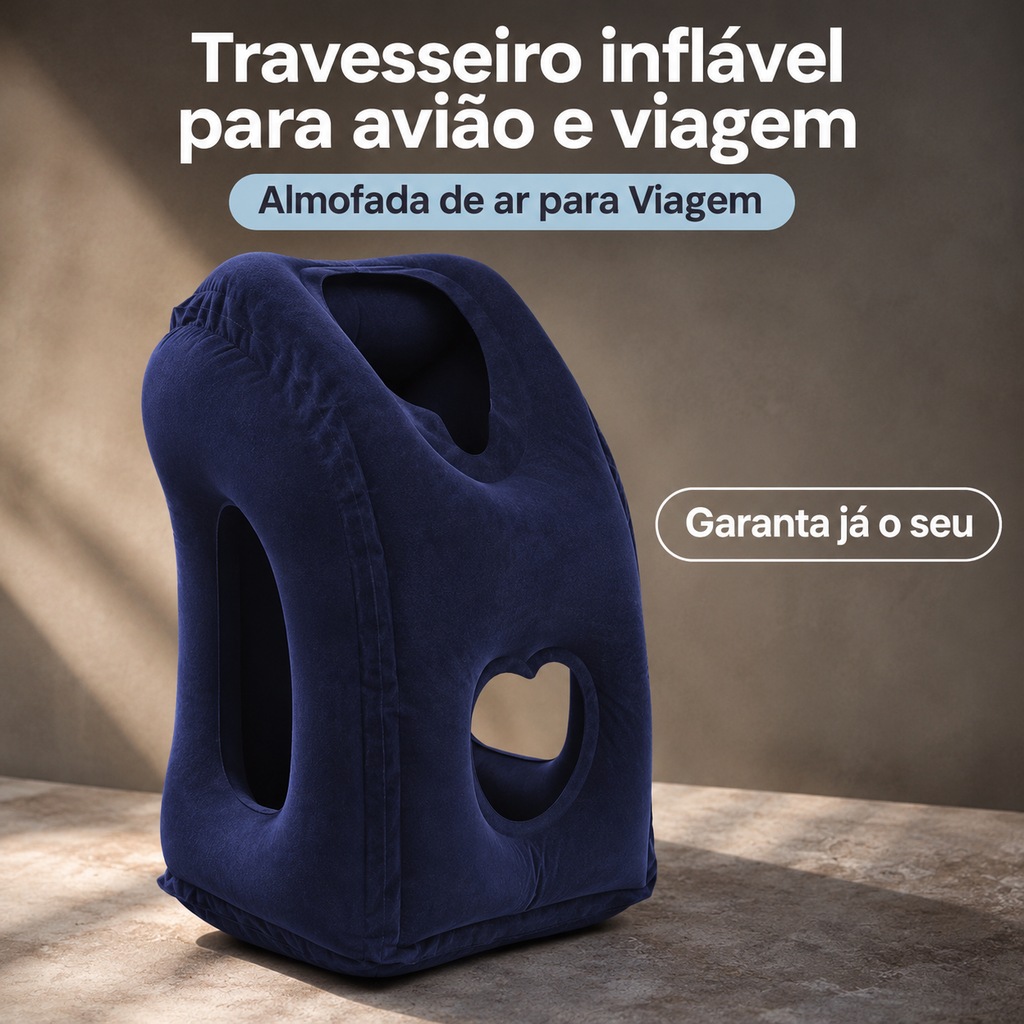 Travesseiro inflável
para avião e viagem
Almofada de ar para Viagem
Garanta já o seu